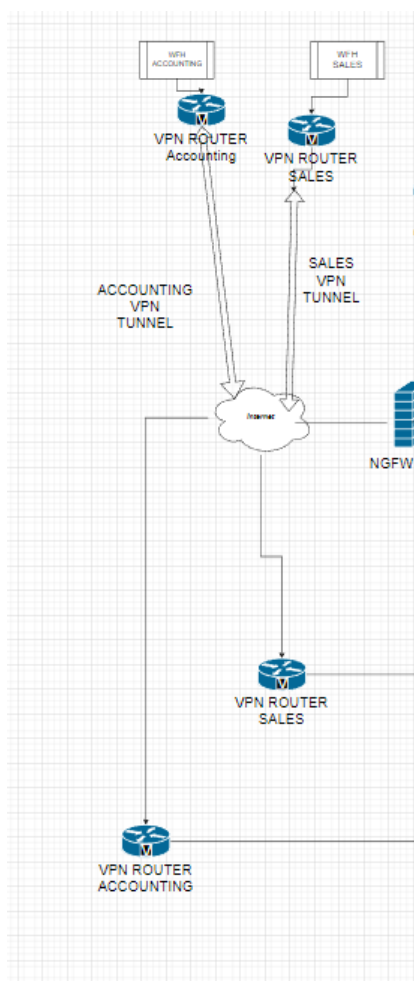 WFH
ACCOUNTING
WFH
SALES
VPN ROUTER
Accounting
VPN ROUTER
SALES
ACCOUNTING
VPN
TUNNEL
SALES
VPN
TUNNEL
Internet
NGFW
VPN ROUTER
SALES
VPN ROUTER
ACCOUNTING